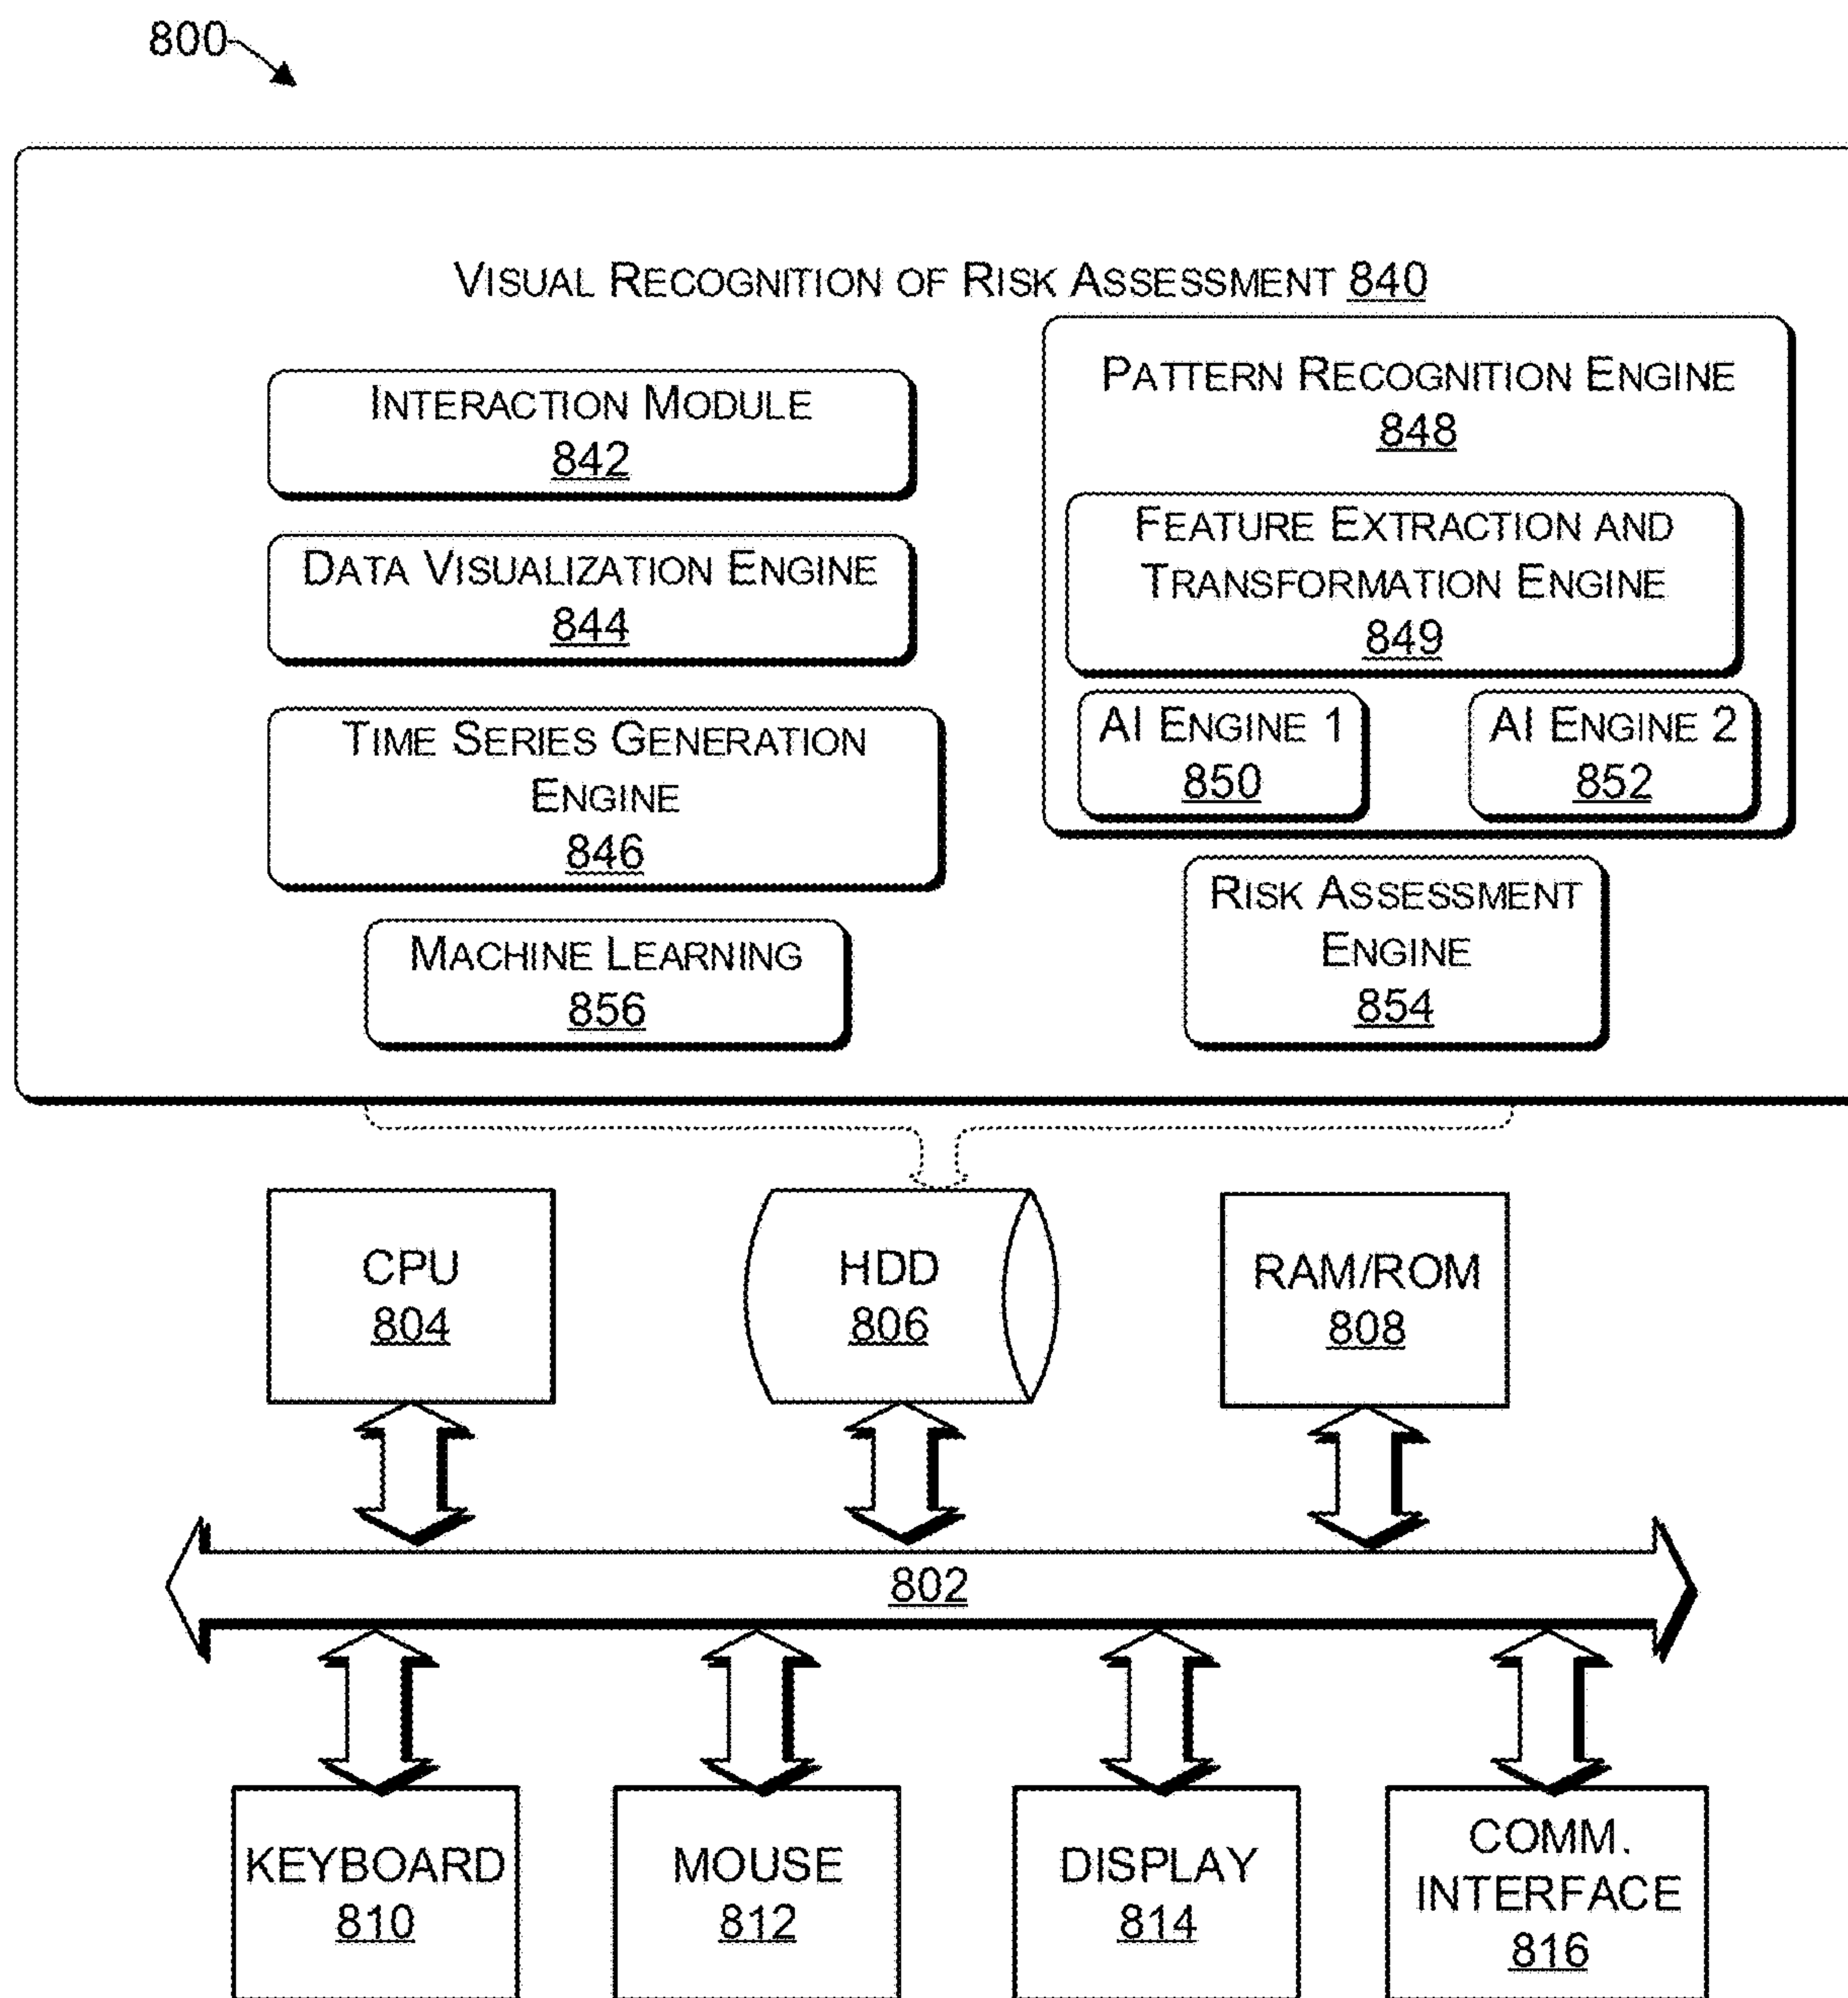 800
VISUAL RECOGNITION OF RISK ASSESSMENT 840
INTERACTION MODULE
842
DATA VISUALIZATION ENGINE
844
TIME SERIES GENERATION
ENGINE
846
MACHINE LEARNING
856
PATTERN RECOGNITION ENGINE
848
FEATURE EXTRACTION AND
TRANSFORMATION ENGINE
849
AI ENGINE 1
850
AI ENGINE 2
852
RISK ASSESSMENT
ENGINE
854
CPU
804
HDD
806
RAM/ROM
808
802
KEYBOARD
810
MOUSE
812
DISPLAY
814
COMM.
INTERFACE
816